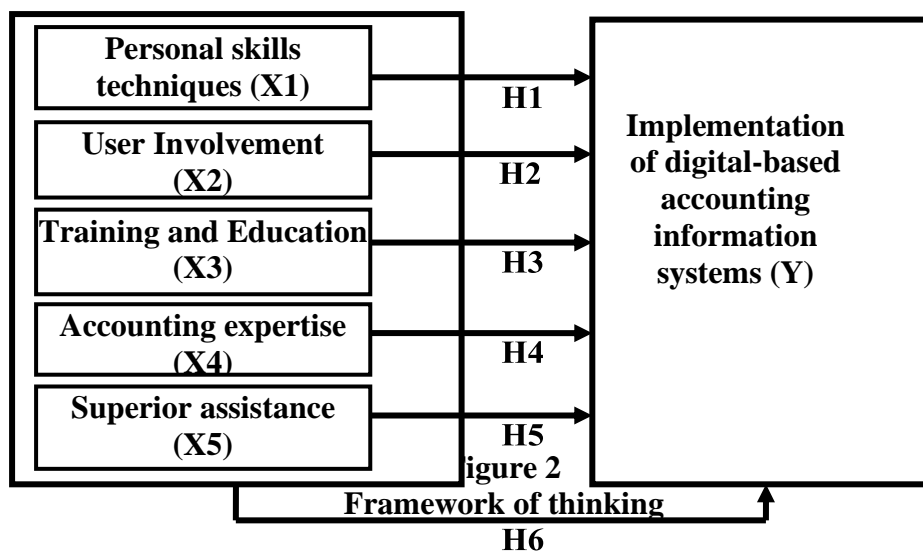 Personal skills
techniques (X1)
User Involvement
(X2)
Training and Education
(X3)
Accounting expertise
(X4)
Superior assistance
(X5)
H1
H2
H3
H4
H5
Implementation
of digital-based
accounting
information
systems (Y)
igure 2
Framework of thinking
H6